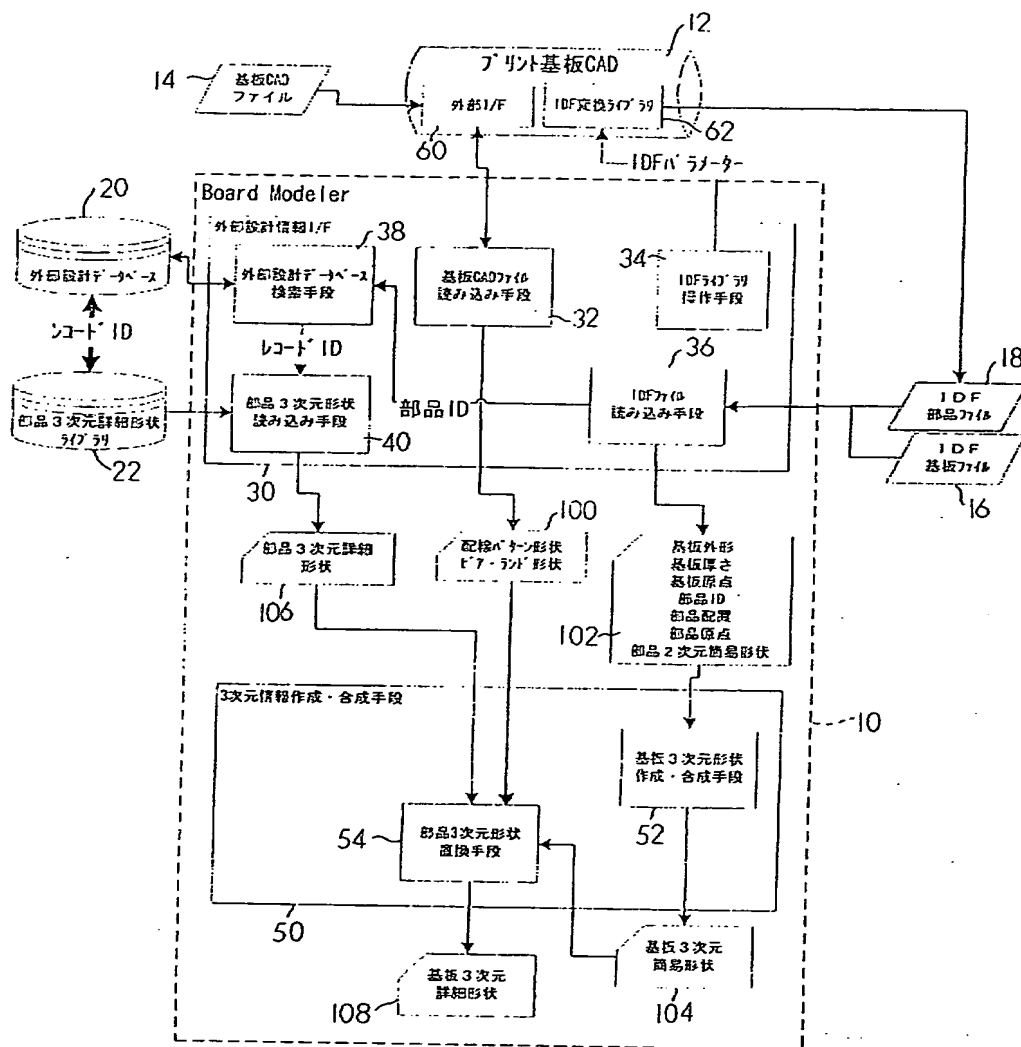 12
プリント基板CAD
14
基板CAD
ファイル
外部I/F
IDF変換ライブラリ
60
62
IDFパラメーター
Board Modeler
20
外部設計情報I/F
38
外部設計データベース
外部設計データベース
検索手段
基板CADファイル
読み込み手段
32
34
IDFライブラリ
操作手段
レコードID
レコードID
36
部品3次元詳細形状
ライブラリ
22
部品3次元形状
読み込み手段
40
部品ID
IDFファイル
読み込み手段
18
IDF
部品ファイル
IDF
基板ファイル
16
30
100
部品3次元詳細
形状
106
配線パターン形状
ビア・ランド形状
基板外形
基板厚さ
基板原点
部品ID
部品配置
部品原点
部品2次元簡易形状
102
3次元情報作成・合成手段
10
基板3次元形状
作成・合成手段
52
54
部品3次元形状
直換手段
50
基板3次元
詳細形状
108
基板3次元
簡易形状
104